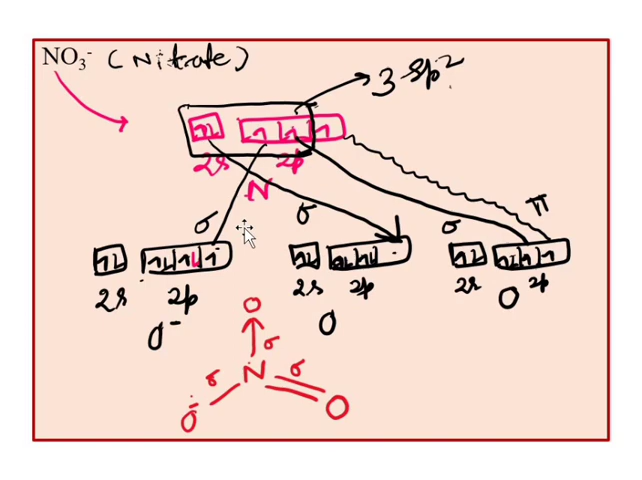 NO3- (Nitrate)
3 sp²
2s 2p
N
σ σ σ π
2s 2p 2s 2p 2s 2p
O- O O
O
σ
σ N σ
O- O